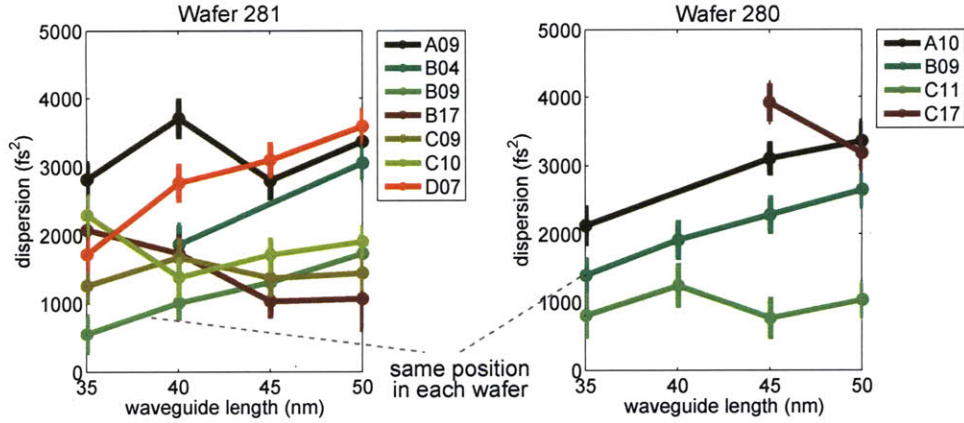 Wafer 281
dispersion (fs²)
5000
4000
3000
2000
1000
0
35
40
45
50
waveguide length (nm)
A09
B04
B09
B17
C09
C10
D07
Wafer 280
dispersion (fs²)
5000
4000
3000
2000
1000
0
35
40
45
50
waveguide length (nm)
A10
B09
C11
C17
same position
in each wafer